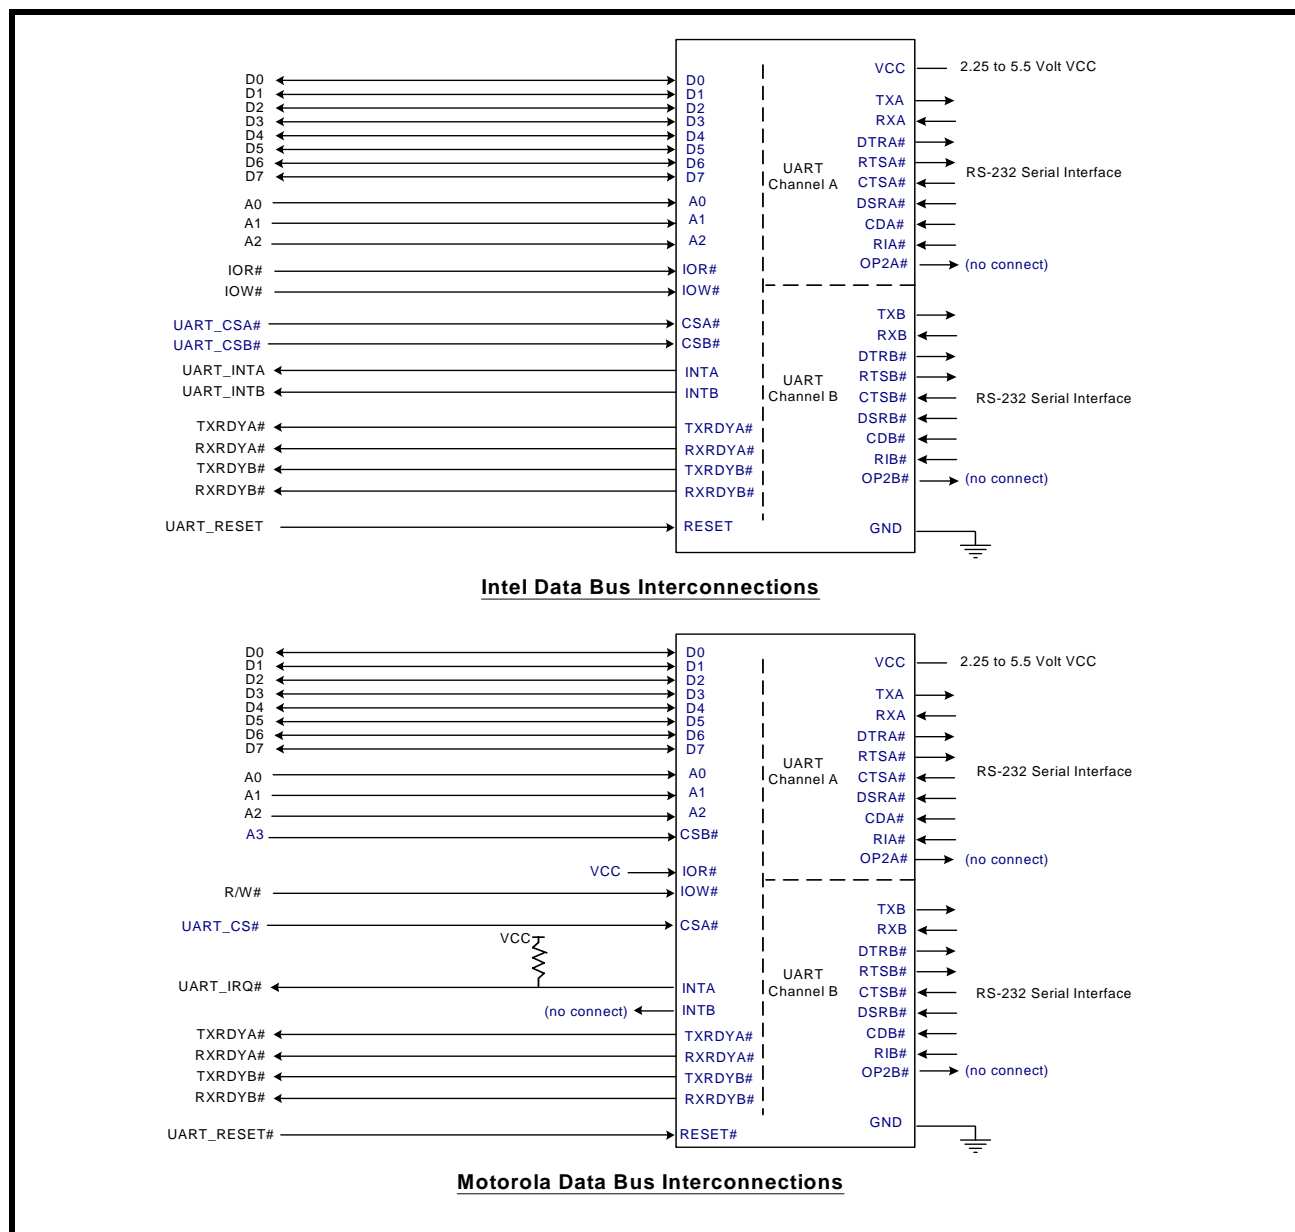 VCC 2.25 to 5.5 Volt VCC
D0 D0
D1 D1 TXA
D2 D2
D3 D3 RXA
D4 D4 DTRA#
D5 D5
D6 D6 UART RTSA#
D7 D7 Channel A CTSA# RS-232 Serial Interface
A0 A0 DSRA#
A1 A1 CDA#
A2 A2 RIA#
IOR# IOR# OP2A# (no connect)
IOW# IOW#
TXB
UART_CSA# CSA# RXB
UART_CSB# CSB# DTRB#
UART_INTA INTA UART RTSB#
UART_INTB INTB Channel B CTSB# RS-232 Serial Interface
DSRB#
TXRDYA# TXRDYA# CDB#
RXRDYA# RXRDYA# RIB#
TXRDYB# TXRDYB# OP2B# (no connect)
RXRDYB# RXRDYB#
UART_RESET RESET GND
Intel Data Bus Interconnections
D0 D0 VCC 2.25 to 5.5 Volt VCC
D1 D1
D2 D2 TXA
D3 D3
D4 D4 RXA
D5 D5 DTRA#
D6 D6
D7 D7 UART RTSA#
A0 A0 Channel A CTSA# RS-232 Serial Interface
A1 A1 DSRA#
A2 A2 CDA#
A3 CSB# RIA#
OP2A# (no connect)
VCC IOR#
R/W# IOW#
TXB
UART_CS# CSA# RXB
VCC DTRB#
UART RTSB#
UART_IRQ# INTA Channel B CTSB# RS-232 Serial Interface
(no connect) INTB DSRB#
TXRDYA# TXRDYA# CDB#
RXRDYA# RXRDYA# RIB#
TXRDYB# TXRDYB# OP2B# (no connect)
RXRDYB# RXRDYB#
GND
UART_RESET# RESET#
Motorola Data Bus Interconnections